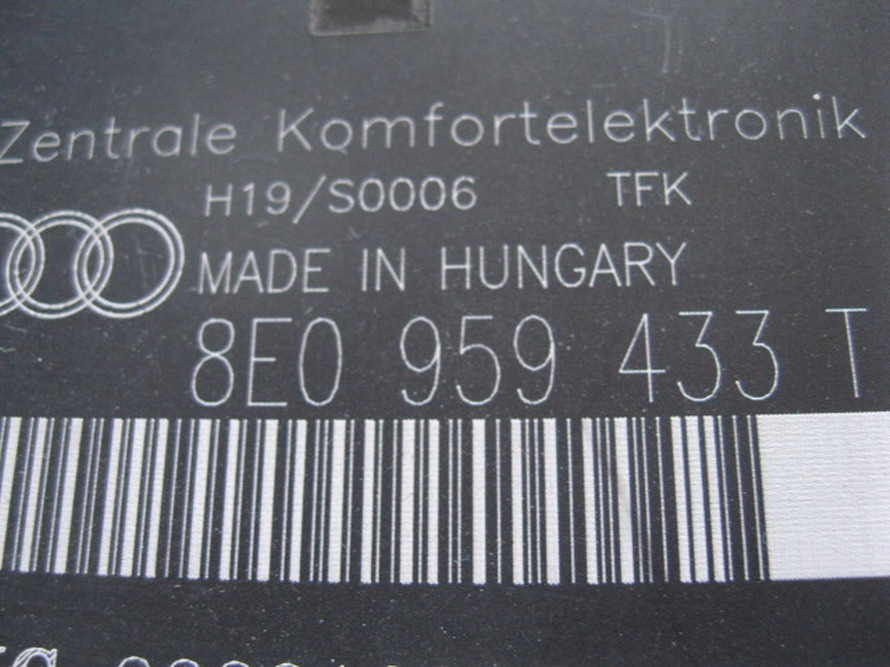 Zentrale Komfortelektronik
H19/S0006 TFK
MADE IN HUNGARY
8E0 959 433 T